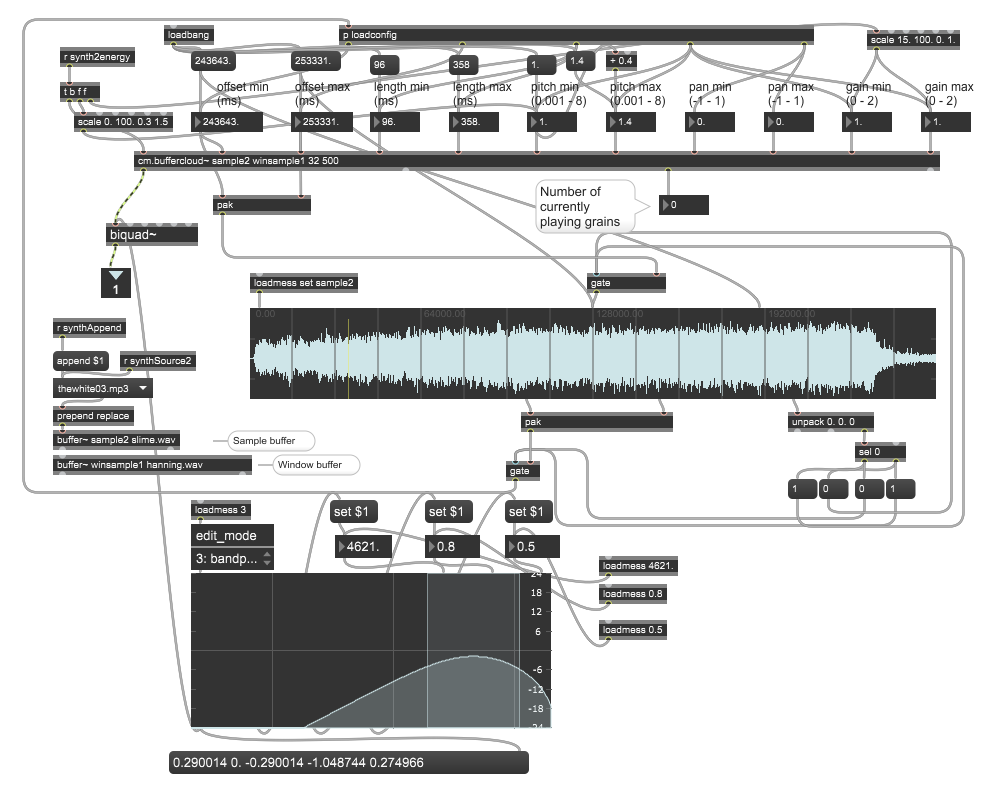 loadbang
p loadconfig
scale 15. 100. 0. 1.
r synth2energy
243643.
253331.
96
358
1.
1.4
+ 0.4
t b f f
offset min
(ms)
offset max
(ms)
length min
(ms)
length max
(ms)
pitch min
(0.001 - 8)
pitch max
(0.001 - 8)
pan min
(-1 - 1)
pan max
(-1 - 1)
gain min
(0 - 2)
gain max
(0 - 2)
scale 0. 100. 0.3 1.5
243643.
253331.
96.
358.
1.
1.4
0.
0.
1.
1.
cm.buffercloud~ sample2 winsample1 32 500
Number of
currently
playing grains
0
pak
biquad~
1
loadmess set sample2
gate
0.00
64000.00
128000.00
192000.00
r synthAppend
append $1
r synthSource2
thewhite03.mp3
prepend replace
buffer~ sample2 slime.wav
Sample buffer
buffer~ winsample1 hanning.wav
Window buffer
pak
unpack 0. 0. 0
sel 0
gate
1
0
0
1
loadmess 3
set $1
set $1
set $1
edit_mode
3: bandp...
4621.
0.8
0.5
loadmess 4621.
loadmess 0.8
loadmess 0.5
24
18
12
6
-6
-12
-18
-24
0.290014 0. -0.290014 -1.048744 0.274966